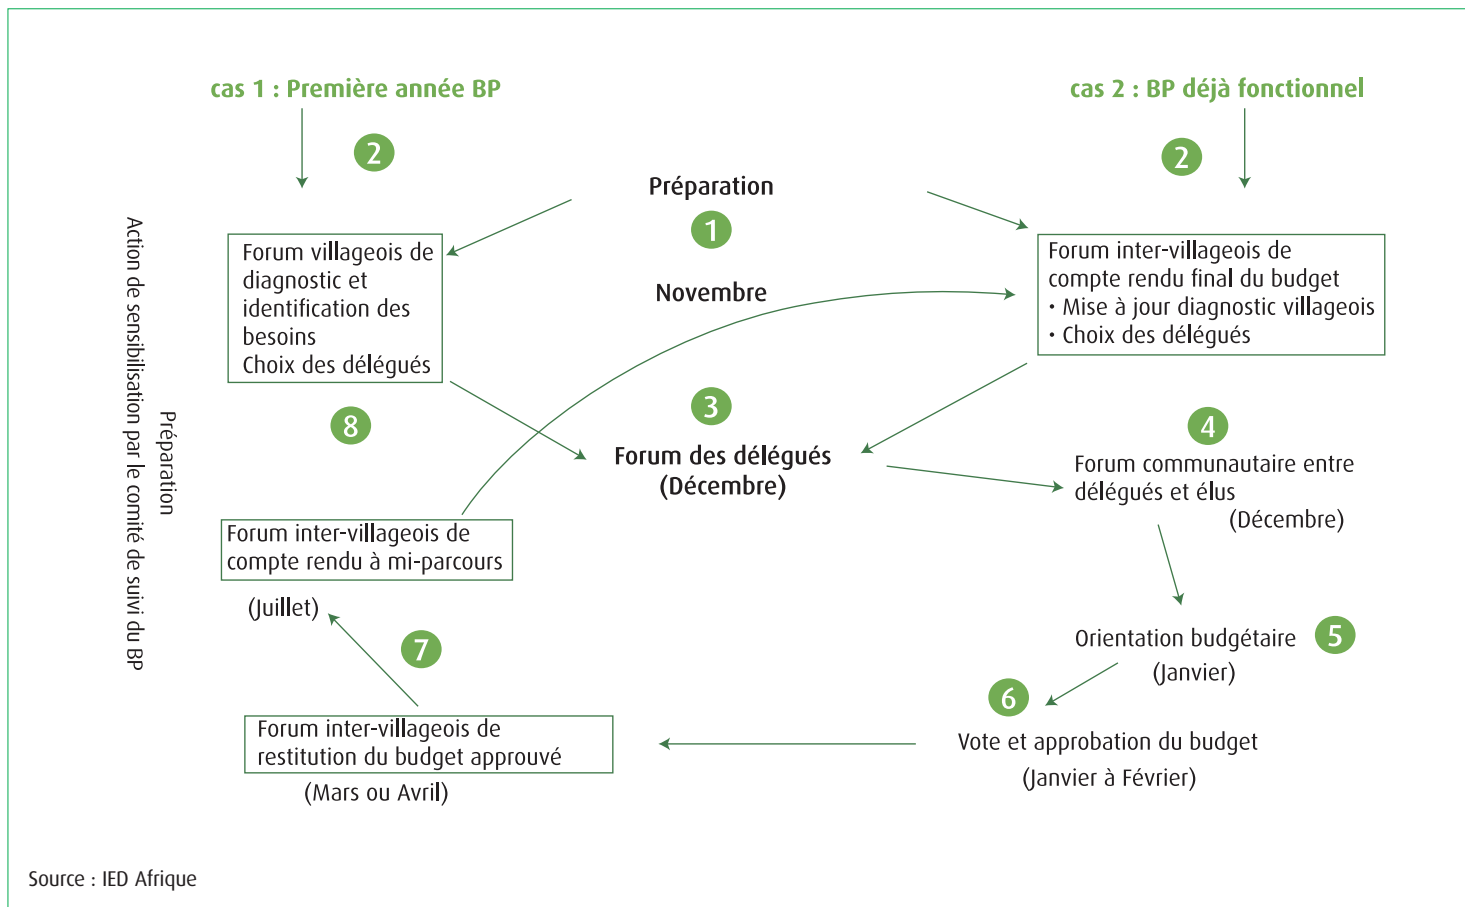 cas 1 : Première année BP
cas 2 : BP déjà fonctionnel
2
2
Préparation
1
Novembre
Forum villageois de
diagnostic et
identification des
besoins
Choix des délégués
Forum inter-villageois de
compte rendu final du budget
• Mise à jour diagnostic villageois
• Choix des délégués
3
Forum des délégués
(Décembre)
4
Forum communautaire entre
délégués et élus
(Décembre)
8
Forum inter-villageois de
compte rendu à mi-parcours
(Juillet)
Orientation budgétaire
5
(Janvier)
7
6
Forum inter-villageois de
restitution du budget approuvé
(Mars ou Avril)
Vote et approbation du budget
(Janvier à Février)
Préparation
Action de sensibilisation par le comité de suivi du BP
Source : IED Afrique